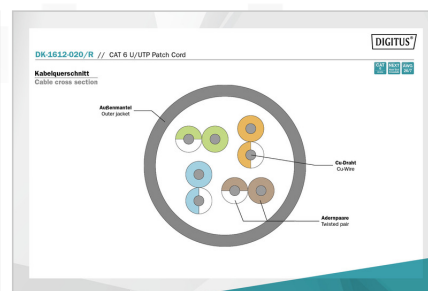 DIGITUS®
DK-1612-020/R // CAT 6 U/UTP Patch Cord
Kabelquerschnitt
Cable cross section
Außenmantel
Outer jacket
Cu-Draht
Cu-Wire
Adernpaare
Twisted pair